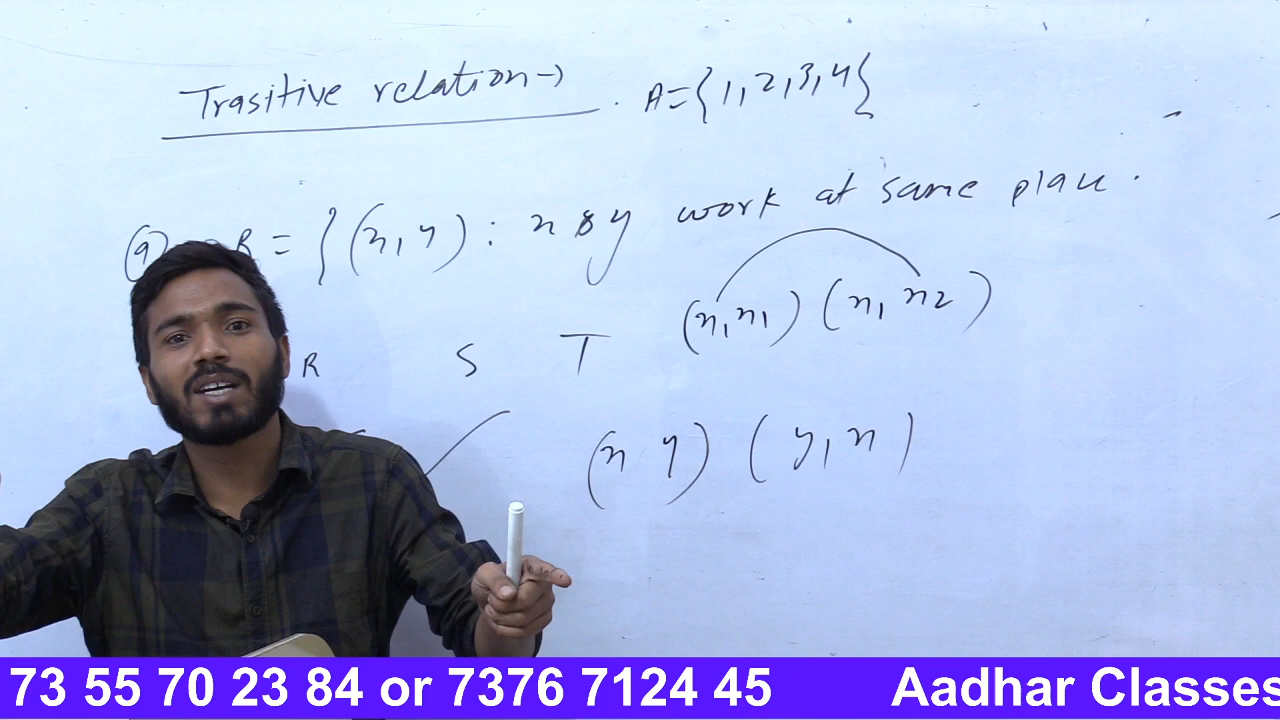 Trasitive relation→ A={1,2,3,4}
(a) R = {(x,y) : x & y work at same place.
(x,x1) (x1 x2)
R S T
(x y) (y,x)
73 55 70 23 84 or 7376 7124 45 Aadhar Classes